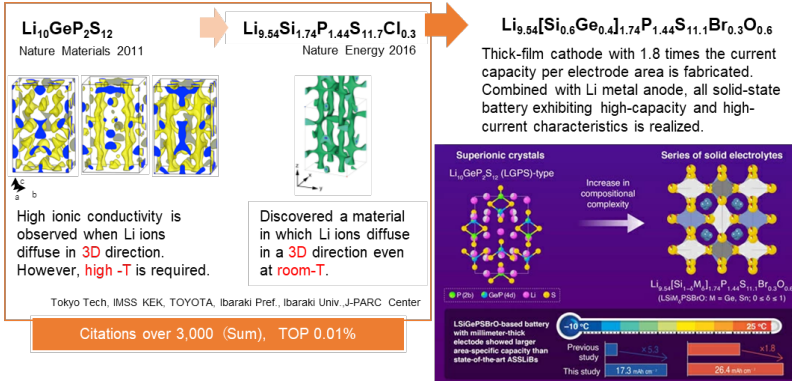 Li10GeP2S12
Nature Materials 2011
c
a
b
High ionic conductivity is
observed when Li ions
diffuse in 3D direction.
However, high -T is required.
Li9.54Si1.74P1.44S11.7Cl0.3
Nature Energy 2016
z
y
x
Discovered a material
in which Li ions diffuse
in a 3D direction even
at room-T.
Tokyo Tech, IMSS KEK, TOYOTA, Ibaraki Pref., Ibaraki Univ.,J-PARC Center
Citations over 3,000 (Sum), TOP 0.01%
Li9.54[Si0.6Ge0.4]1.74P1.44S11.1Br0.3O0.6
Thick-film cathode with 1.8 times the current
capacity per electrode area is fabricated.
Combined with Li metal anode, all solid-state
battery exhibiting high-capacity and high-
current characteristics is realized.
Superionic crystals
Li10GeP2S12 (LGPS)-type
P (2b)
Ge/P (4d)
Li
S
Increase in
compositional
complexity
Series of solid electrolytes
Li9.54[Si1−δMδ]1.74P1.44S11.1Br0.3O0.6
(LSiMPSBrO: M = Ge, Sn; 0 ≤ δ ≤ 1)
LSiGePSBrO-based battery
with millimeter-thick
electode showed larger
area-specific capacity than
state-of-the-art ASSLiBs
−10 °C
25 °C
Previous
study
×5.3
×1.8
This study
17.3 mAh cm⁻²
26.4 mAh cm⁻²